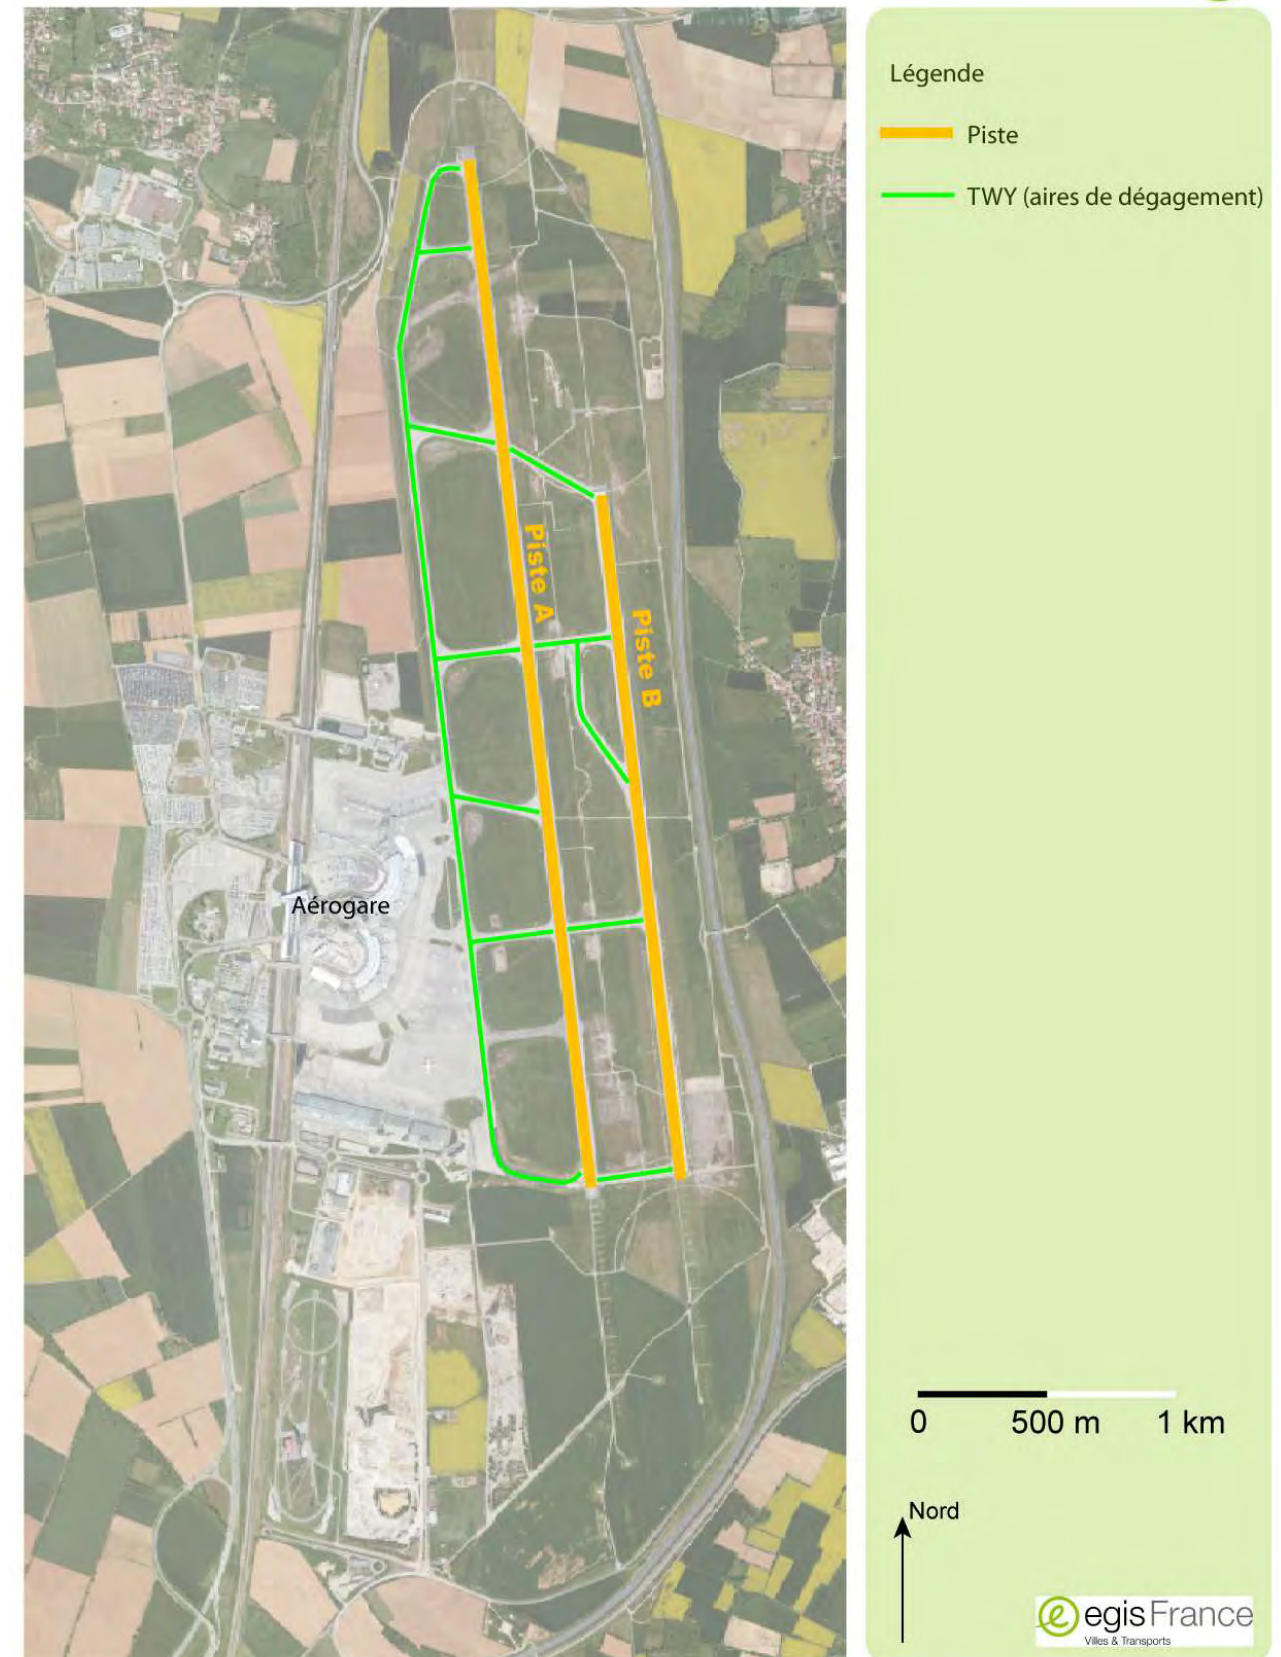 Légende
Piste
TWY (aires de dégagement)
Piste A
Piste B
Aérogare
0 500 m 1 km
Nord
egis France
Villes & Transports